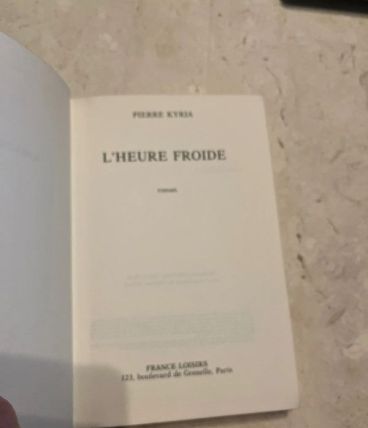 PIERRE KYRIA
L'HEURE FROIDE
roman
FRANCE LOISIRS
123, boulevard de Grenelle, Paris